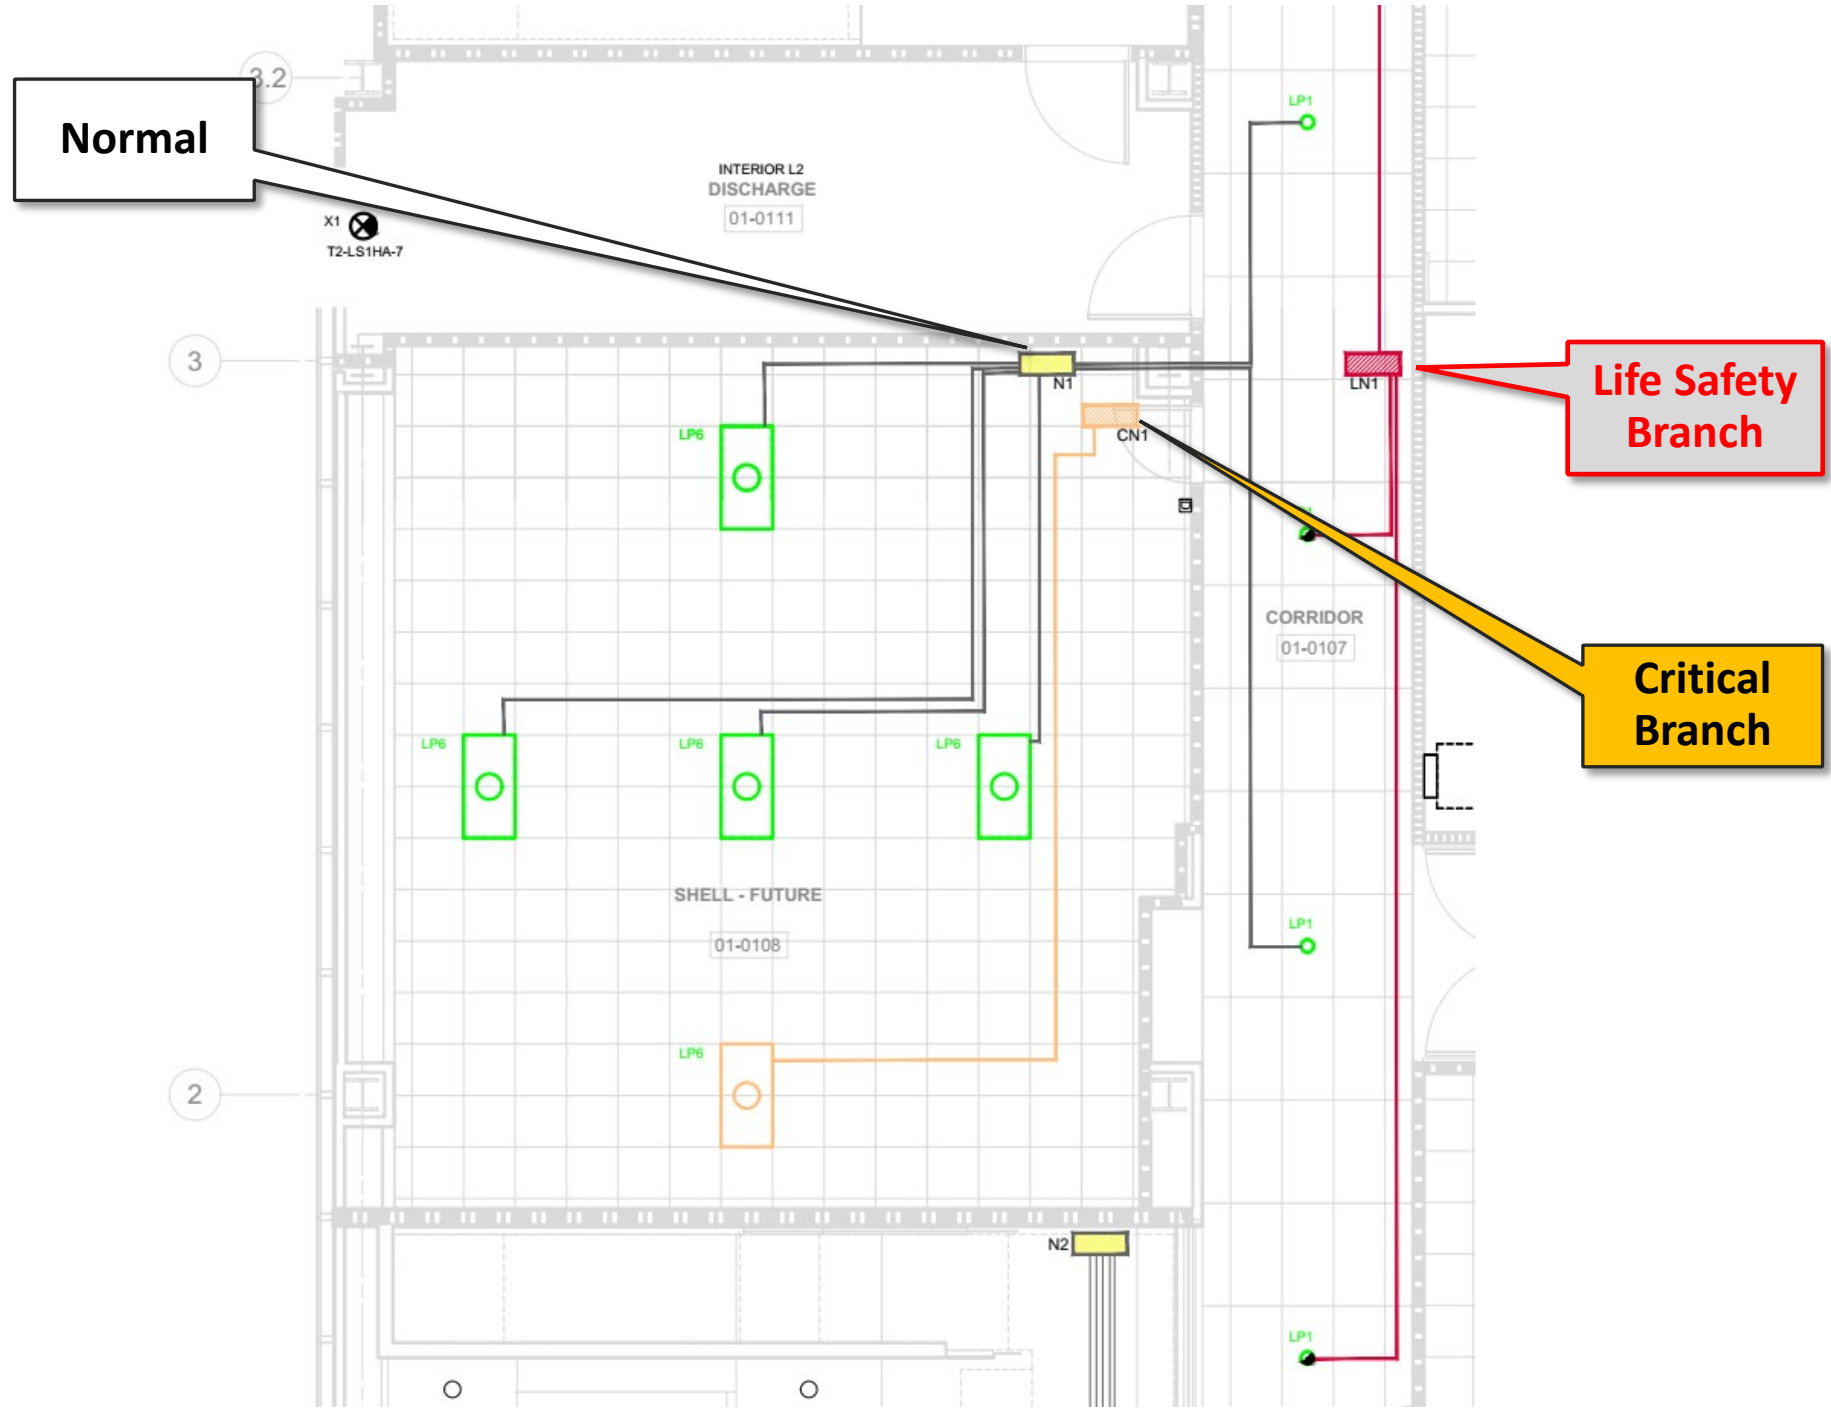 3.2
Normal
LP1
INTERIOR L2
DISCHARGE
01-0111
X1
T2-LS1HA-7
3
N1
LN1
Life Safety
Branch
LP6
CN1
CORRIDOR
01-0107
Critical
Branch
LP6
LP6
LP6
SHELL - FUTURE
01-0108
LP1
LP6
2
N2
LP1